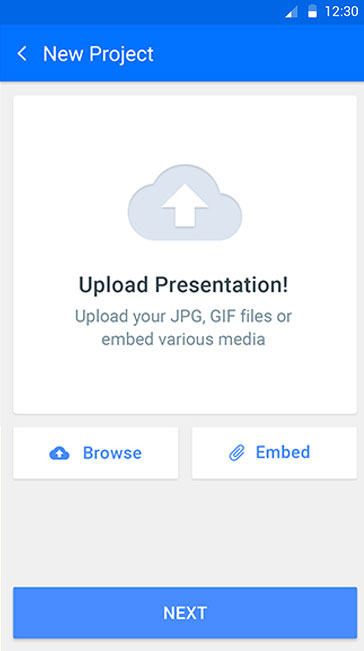 12:30
New Project
Upload Presentation!
Upload your JPG, GIF files or
embed various media
Browse
Embed
NEXT